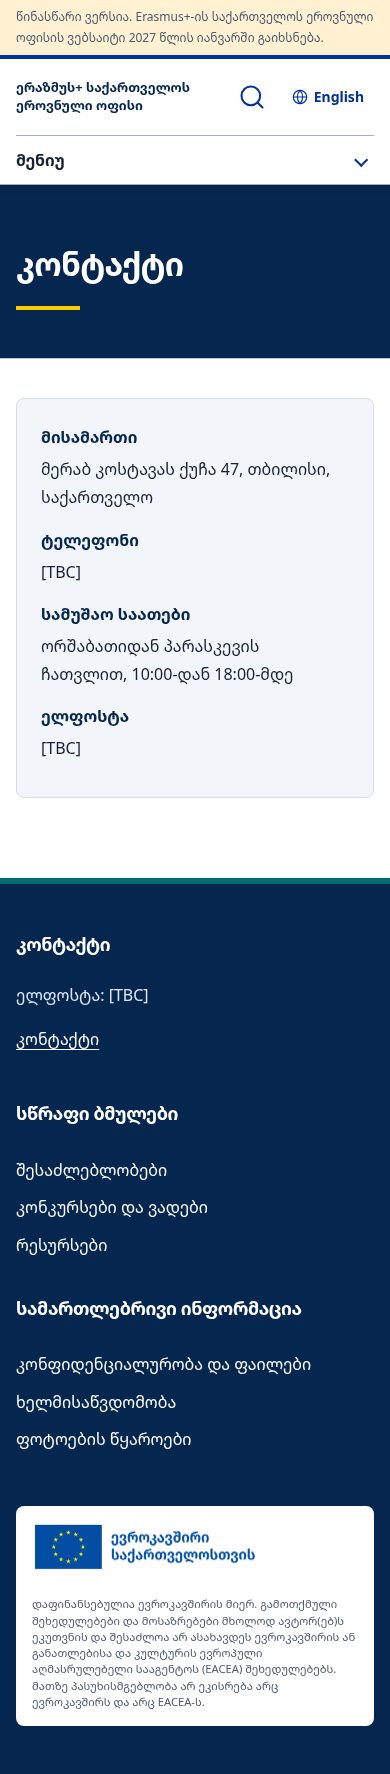 წინასწარი ვერსია. Erasmus+-ის საქართველოს ეროვნული
ოფისის ვებსაიტი 2027 წლის იანვარში გაიხსნება.
ერაზმუს+ საქართველოს
ეროვნული ოფისი
English
მენიუ
კონტაქტი
მისამართი
მერაბ კოსტავას ქუჩა 47, თბილისი,
საქართველო
ტელეფონი
[TBC]
სამუშაო საათები
ორშაბათიდან პარასკევის
ჩათვლით, 10:00-დან 18:00-მდე
ელფოსტა
[TBC]
კონტაქტი
ელფოსტა: [TBC]
კონტაქტი
სწრაფი ბმულები
შესაძლებლობები
კონკურსები და ვადები
რესურსები
სამართლებრივი ინფორმაცია
კონფიდენციალურობა და ფაილები
ხელმისაწვდომობა
ფოტოების წყაროები
ევროკავშირი
საქართველოსთვის
დაფინანსებულია ევროკავშირის მიერ. გამოთქმული
შეხედულებები და მოსაზრებები მხოლოდ ავტორ(ებ)ს
ეკუთვნის და შესაძლოა არ ასახავდეს ევროკავშირის ან
განათლებისა და კულტურის ევროპული
აღმასრულებელი სააგენტოს (EACEA) შეხედულებებს.
მათზე პასუხისმგებლობა არ ეკისრება არც
ევროკავშირს და არც EACEA-ს.